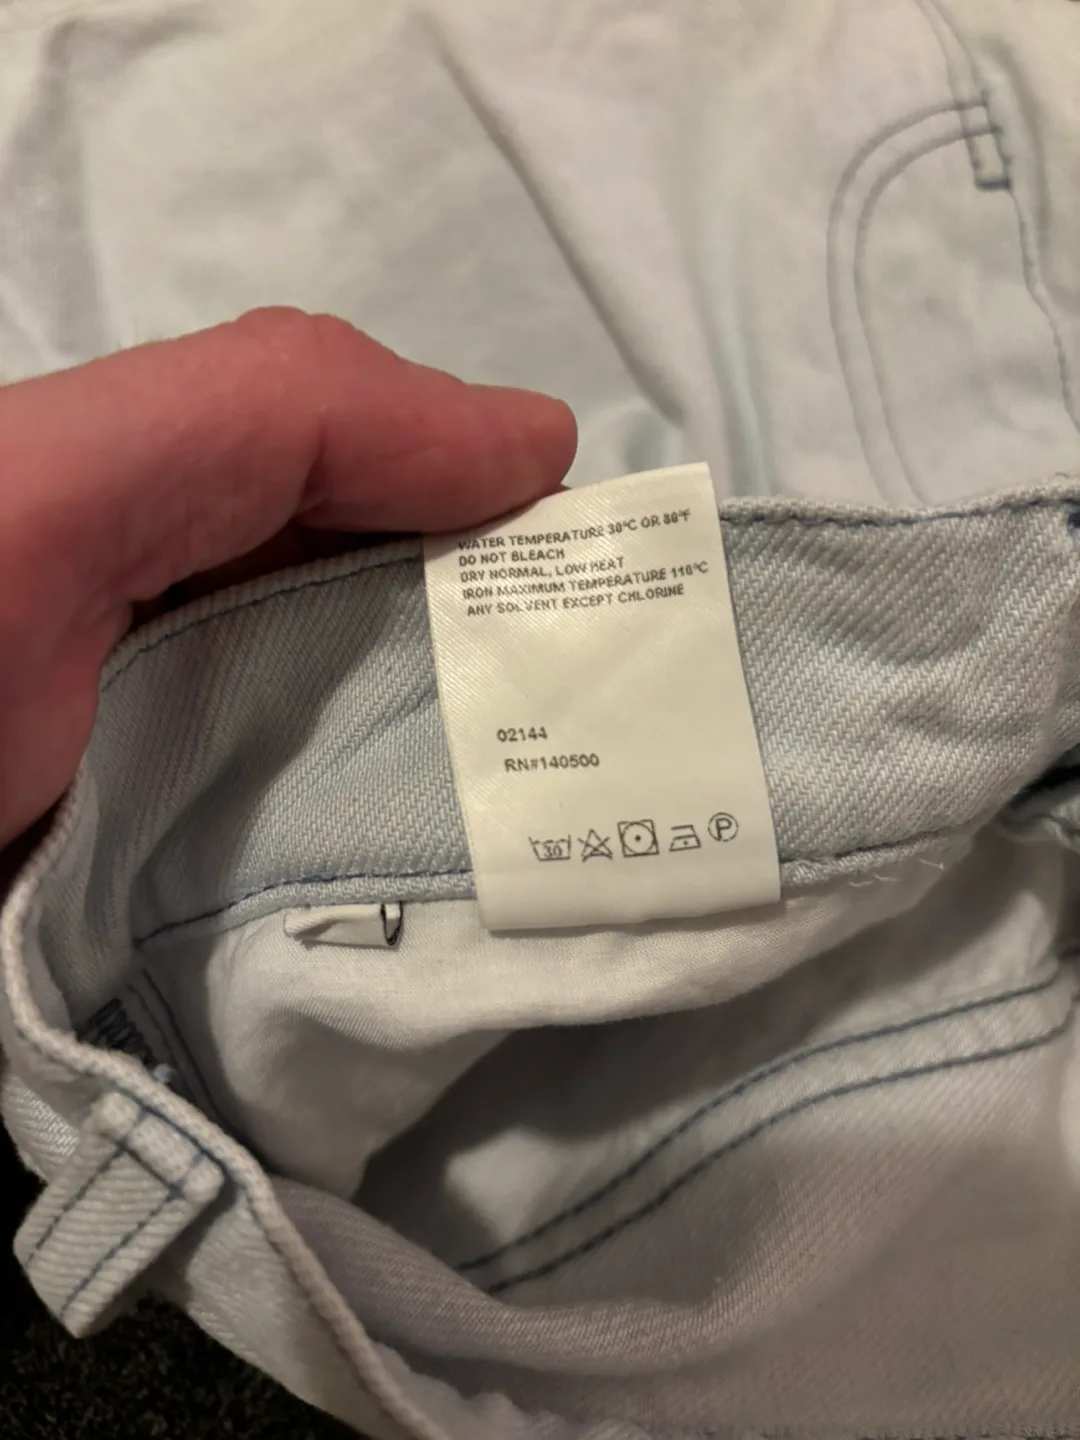 WATER TEMPERATURE 30°C OR 80°F
DO NOT BLEACH
DRY NORMAL, LOW HEAT
IRON MAXIMUM TEMPERATURE 110°C
ANY SOLVENT EXCEPT CHLORINE
02144
RN#140500
30°
P